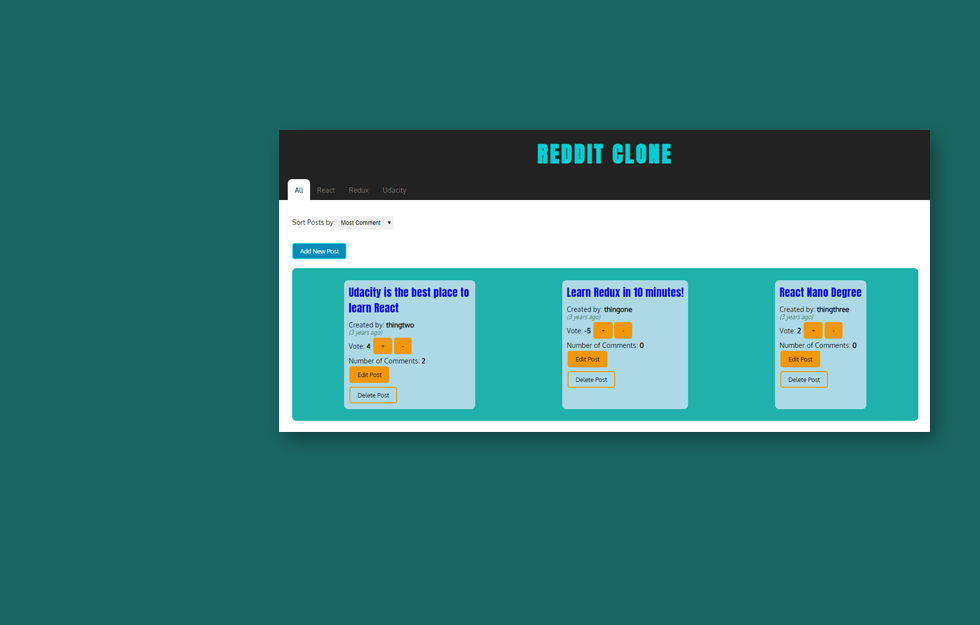 REDDIT CLONE
All React Redux Udacity
Sort Posts by: Most Comment
Add New Post
Udacity is the best place to
learn React
Created by: thingtwo
(3 years ago)
Vote: 4 + -
Number of Comments: 2
Edit Post
Delete Post
Learn Redux in 10 minutes!
Created by: thingone
(3 years ago)
Vote: -5 + -
Number of Comments: 0
Edit Post
Delete Post
React Nano Degree
Created by: thingthree
(3 years ago)
Vote: 2 + -
Number of Comments: 0
Edit Post
Delete Post